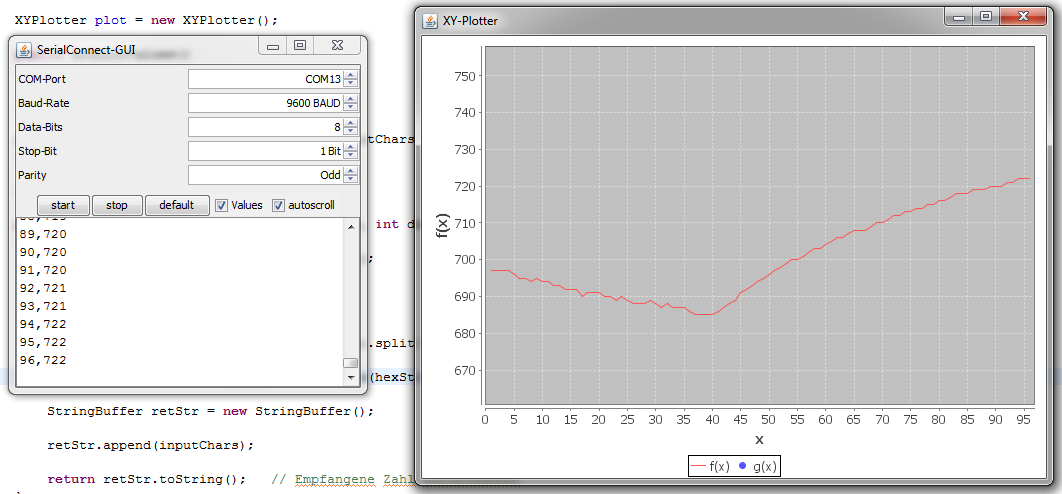 XYPlotter plot = new XYPlotter();
SerialConnect-GUI
COM-Port COM13
Baud-Rate 9600 BAUD
Data-Bits 8
Stop-Bit 1 Bit
Parity Odd
start stop default Values autoscroll
89,720
90,720
91,720
92,721
93,721
94,722
95,722
96,722
tChars
int d
;
.split
(hexSt
StringBuffer retStr = new StringBuffer();
retStr.append(inputChars);
return retStr.toString(); // Empfangene Zahl
XY-Plotter
f(x)
750
740
730
720
710
700
690
680
670
0 5 10 15 20 25 30 35 40 45 50 55 60 65 70 75 80 85 90 95
x
f(x) g(x)